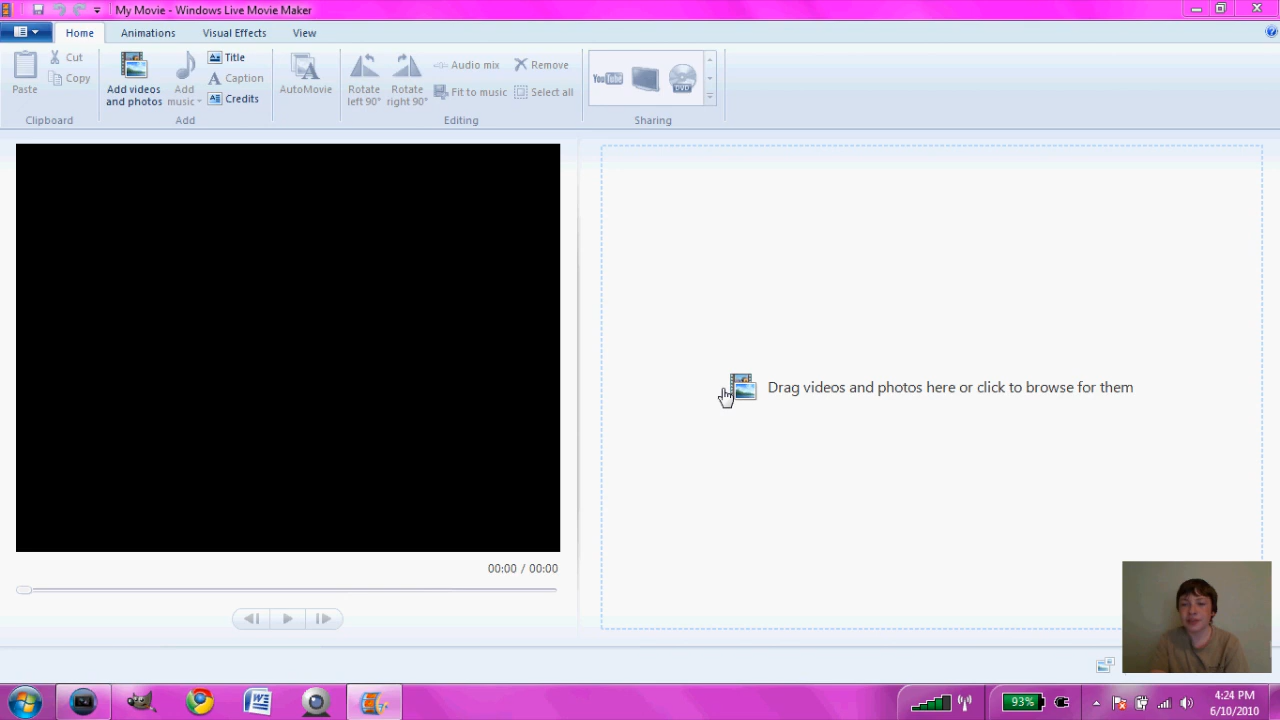 My Movie - Windows Live Movie Maker
Home Animations Visual Effects View
Paste
Cut
Copy
Clipboard
Add videos
and photos
Add
music
Title
Caption
Credits
Add
AutoMovie
Rotate
left 90°
Rotate
right 90°
Audio mix
Fit to music
Remove
Select all
Editing
YouTube
DVD
Sharing
Drag videos and photos here or click to browse for them
00:00 / 00:00
93%
4:24 PM
6/10/2010